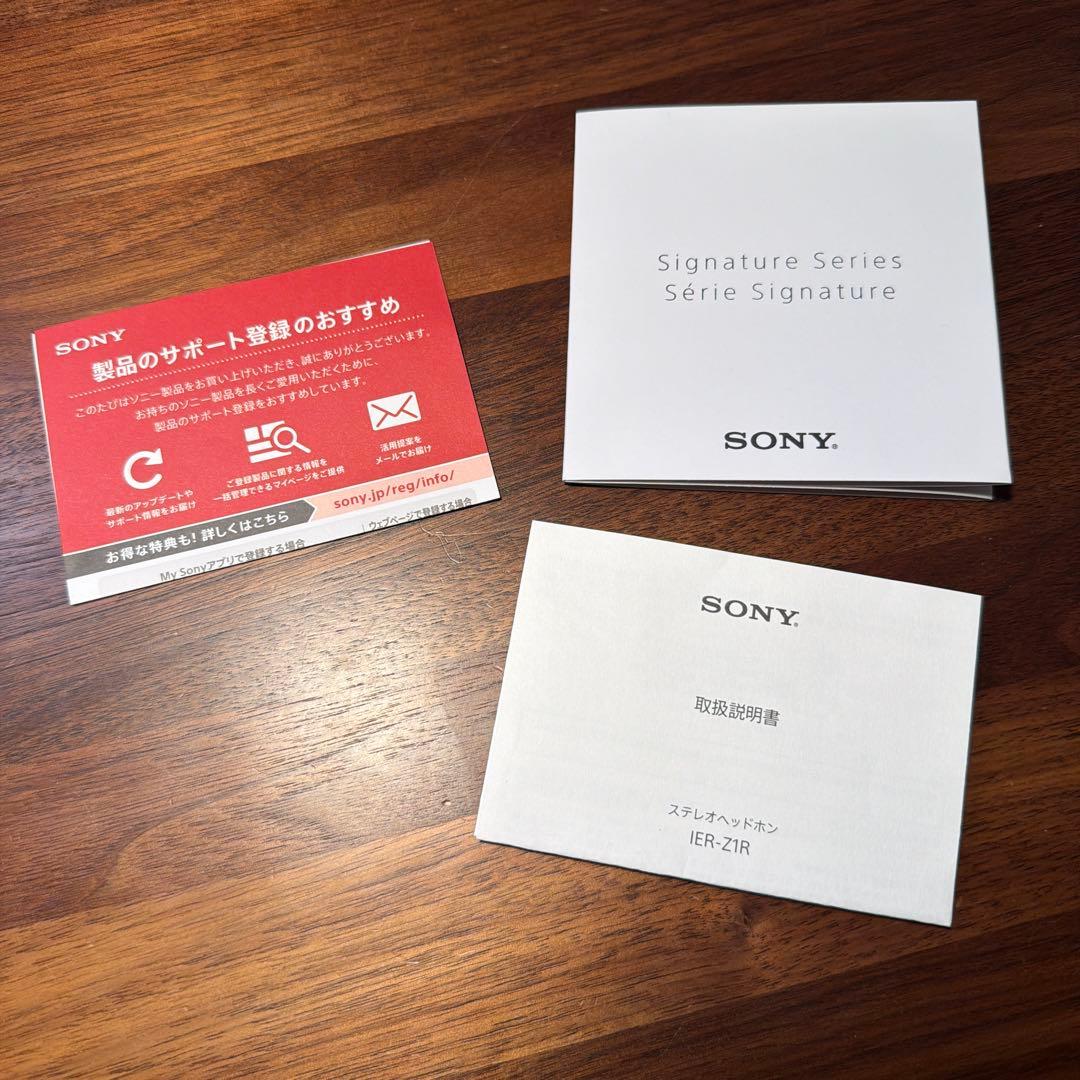 SONY
製品のサポート登録のおすすめ
このたびはソニー製品をお買い上げいただき、誠にありがとうございます。
お持ちのソニー製品を長くご愛用いただくために、
製品のサポート登録をおすすめしています。
最新のアップデートや
サポート情報をお届け
ご登録製品に関する情報を
一括管理できるマイページをご提供
活用提案を
メールでお届け
お得な特典も! 詳しくはこちら
sony.jp/reg/info/
My Sonyアプリで登録する場合
ウェブページで登録する場合
Signature Series
Série Signature
SONY
SONY
取扱説明書
ステレオヘッドホン
IER-Z1R